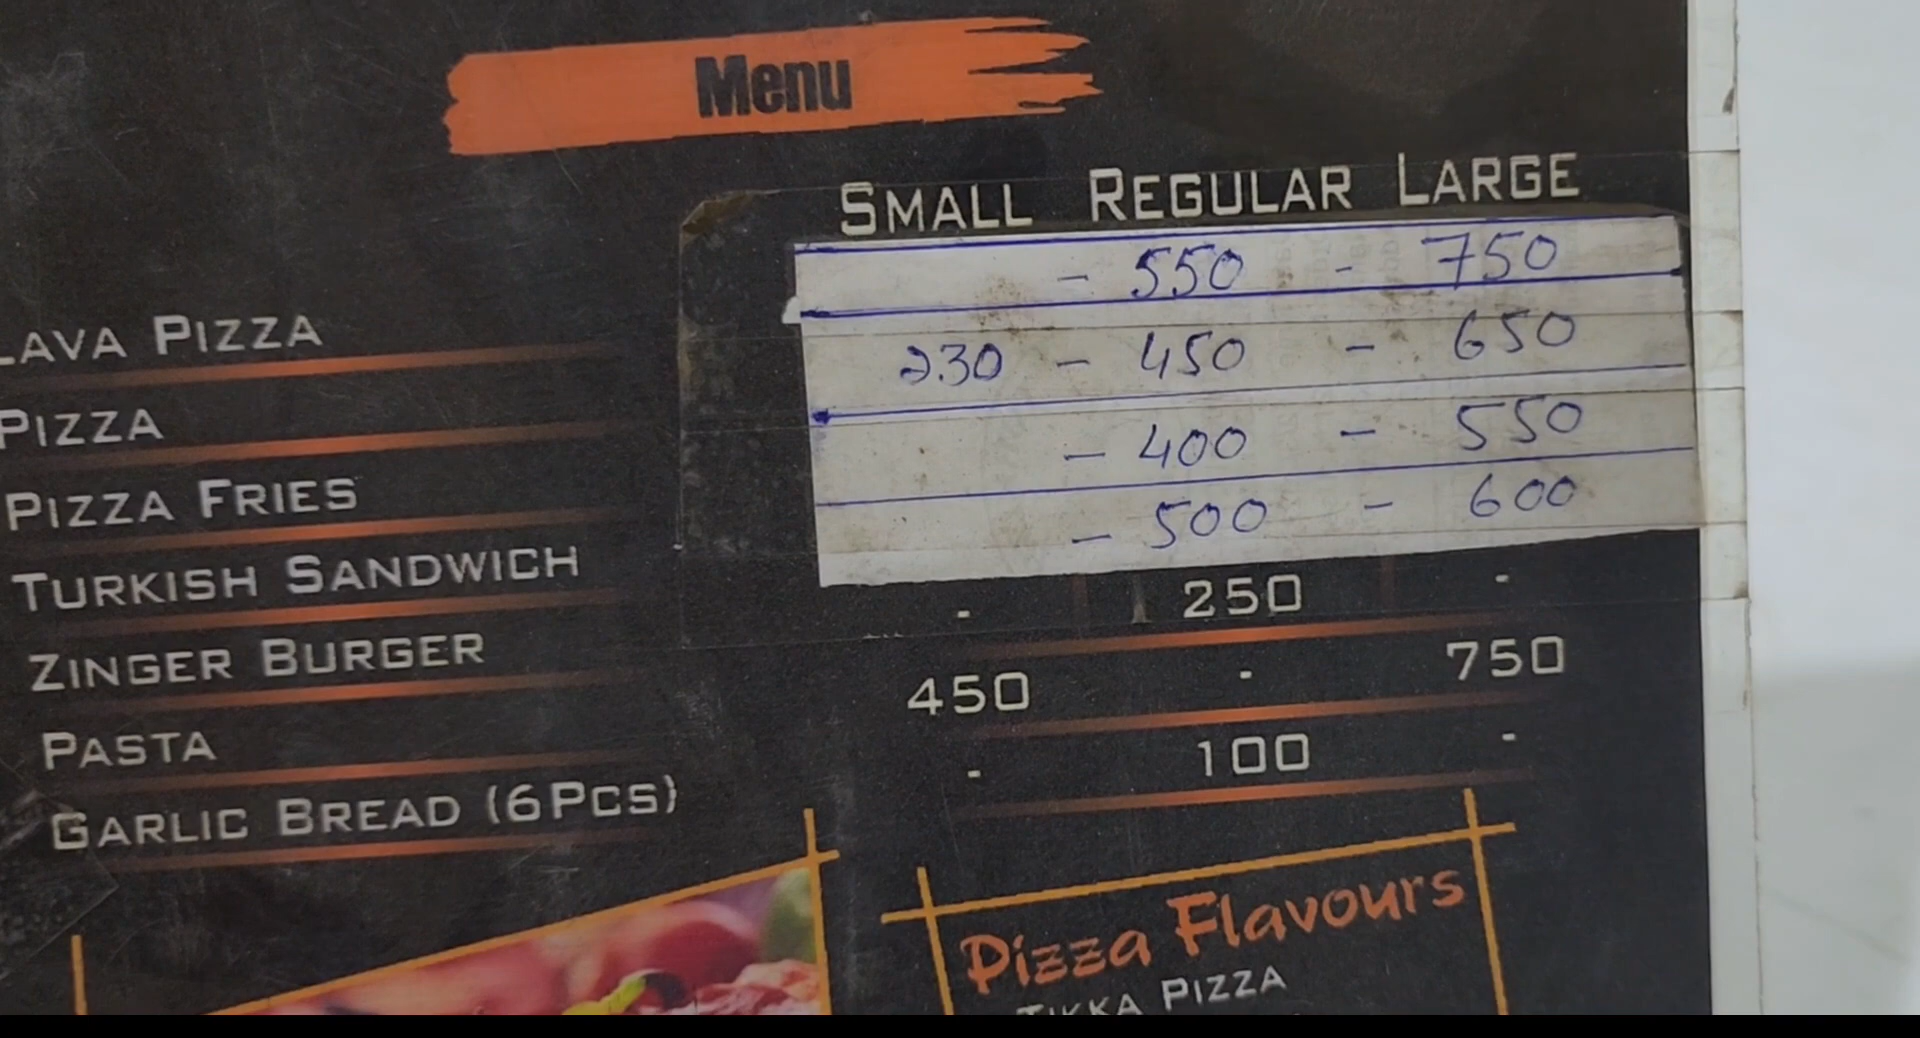 Menu
SMALL REGULAR LARGE
LAVA PIZZA - 550 - 750
PIZZA 230 - 450 - 650
PIZZA FRIES - 400 - 550
TURKISH SANDWICH - 500 - 600
ZINGER BURGER - 250 -
PASTA 450 - 750
GARLIC BREAD (6PCS) - 100 -
Pizza Flavours
TIKKA PIZZA